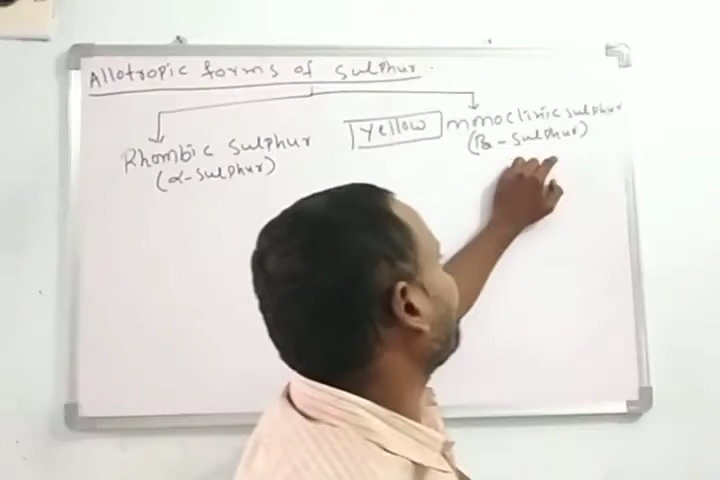 Allotropic forms of sulphur.
Rhombic sulphur
(α-sulphur)
Yellow
monoclinic sulphur
(β-sulphur)